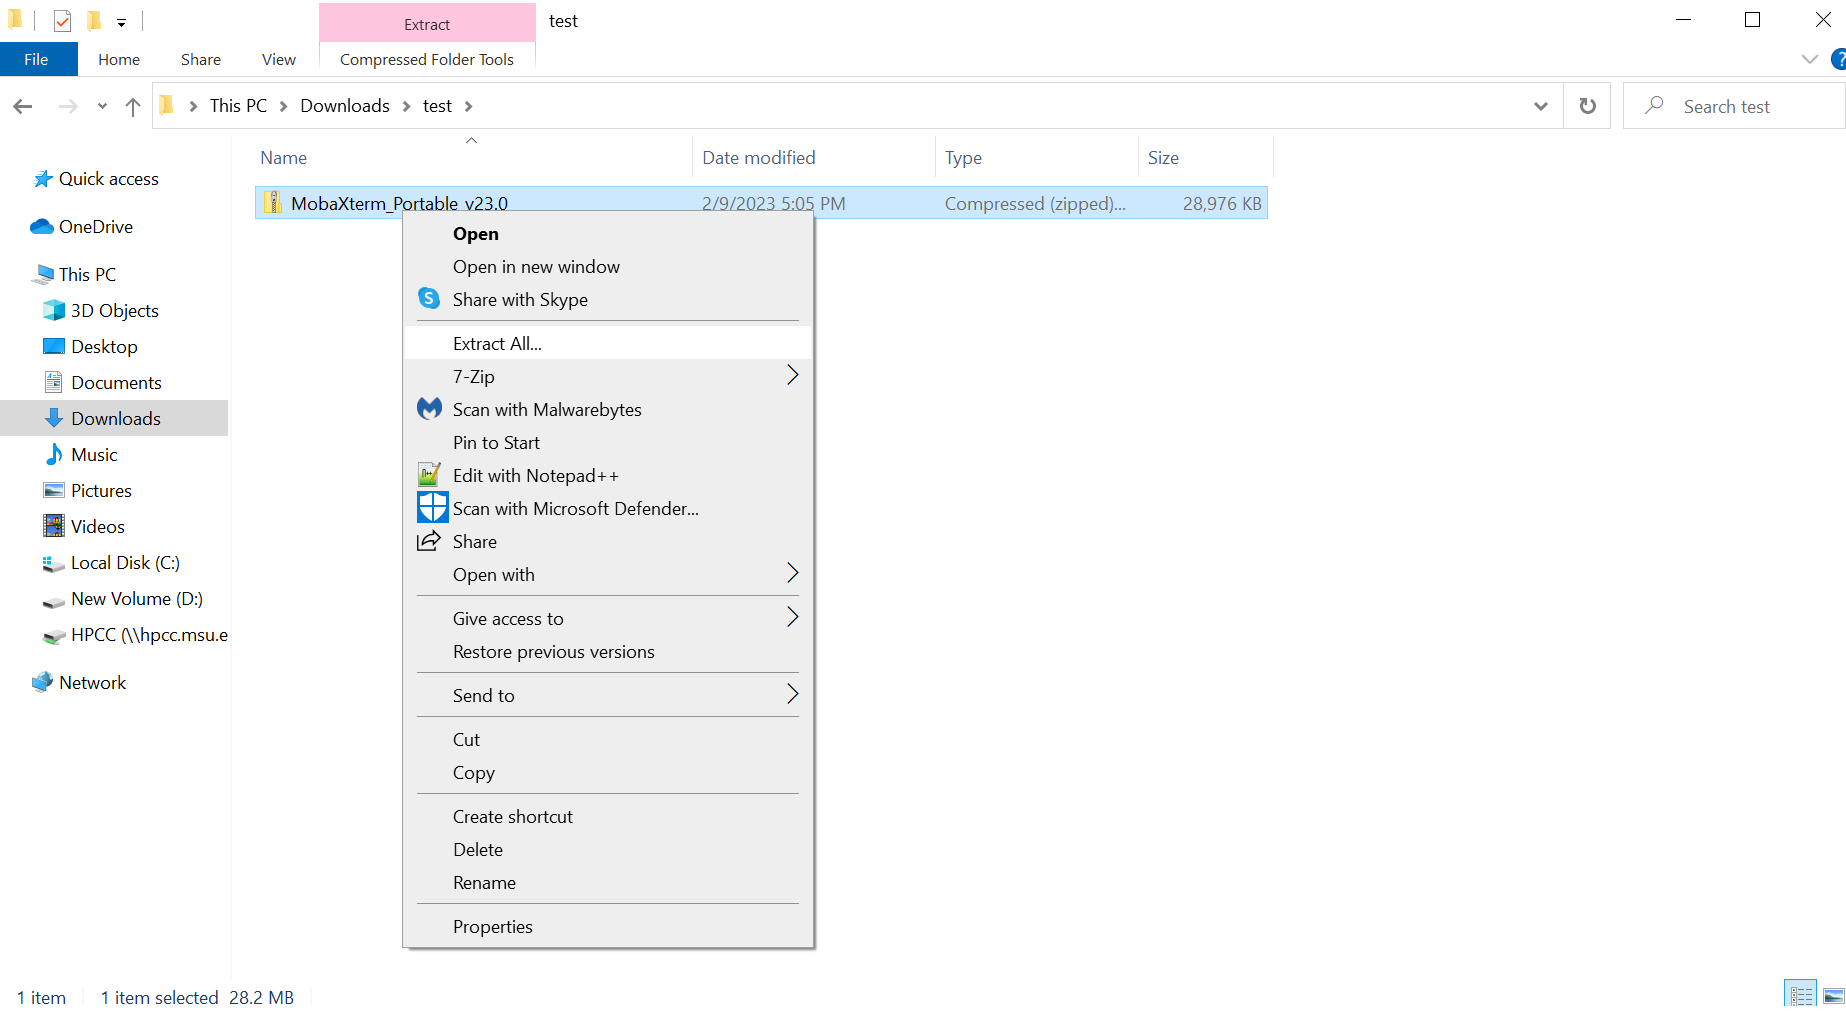 Extract
test
File
Home
Share
View
Compressed Folder Tools
?
This PC
Downloads
test
Search test
Name
Date modified
Type
Size
Quick access
OneDrive
This PC
3D Objects
Desktop
Documents
Downloads
Music
Pictures
Videos
Local Disk (C:)
New Volume (D:)
HPCC (\\hpcc.msu.e
Network
MobaXterm_Portable_v23.0
2/9/2023 5:05 PM
Compressed (zipped)...
28,976 KB
Open
Open in new window
S
Share with Skype
Extract All...
7-Zip
Scan with Malwarebytes
Pin to Start
Edit with Notepad++
Scan with Microsoft Defender...
Share
Open with
Give access to
Restore previous versions
Send to
Cut
Copy
Create shortcut
Delete
Rename
Properties
1 item
1 item selected 28.2 MB